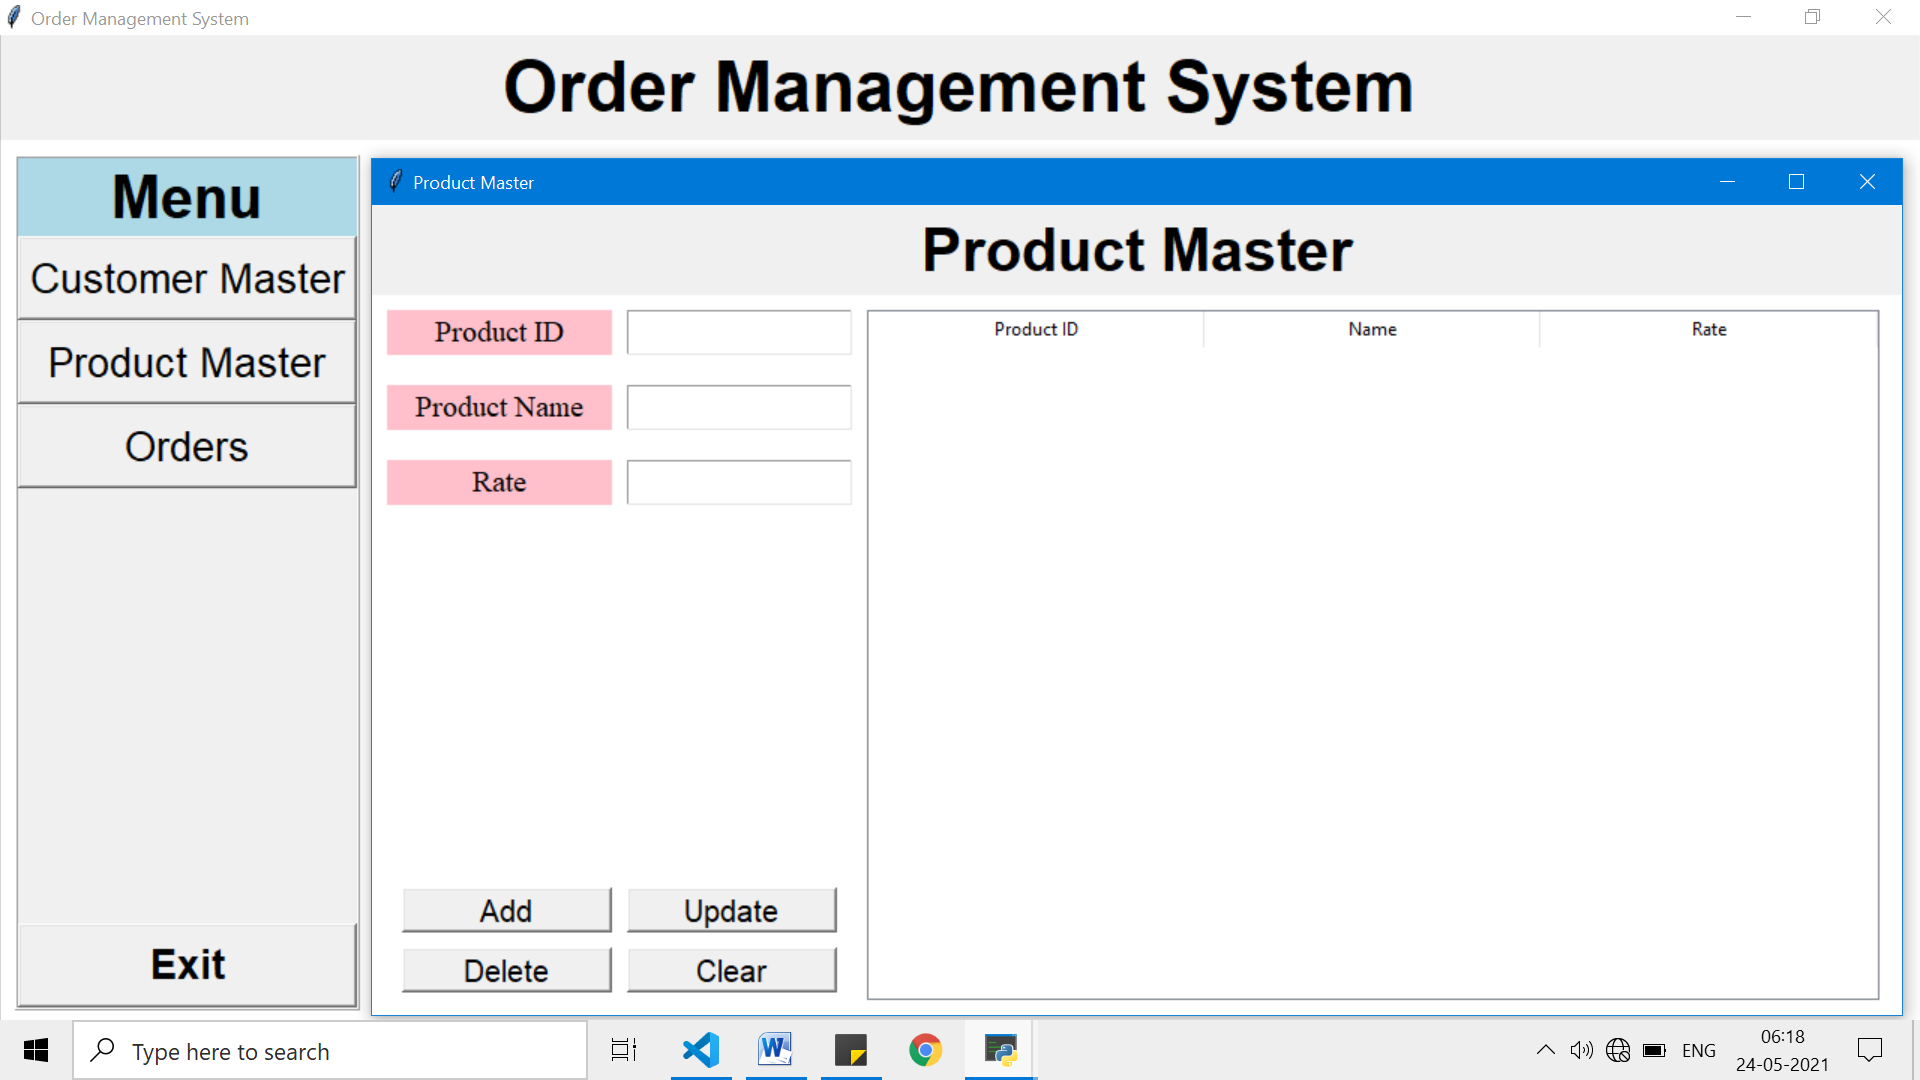 Order Management System
Order Management System
Menu
Customer Master
Product Master
Orders
Exit
Product Master
Product Master
Product ID
Product Name
Rate
Product ID Name Rate
Add Update
Delete Clear
Type here to search
ENG
06:18
24-05-2021